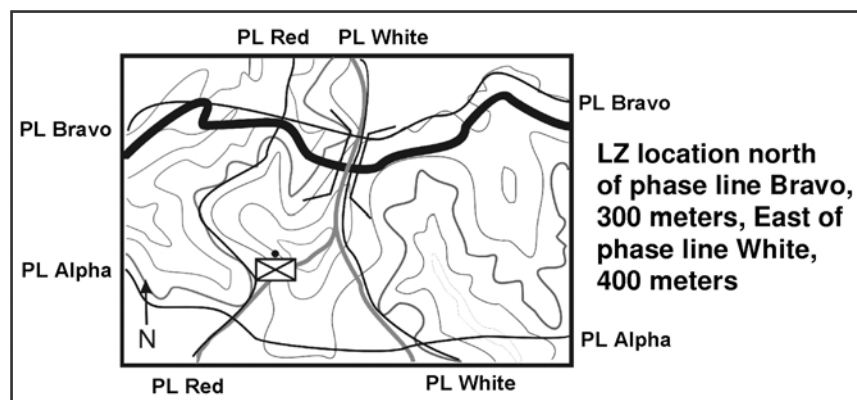 PL Red
PL White
PL Bravo
PL Bravo
LZ location north
of phase line Bravo,
300 meters, East of
phase line White,
400 meters
PL Alpha
N
PL Alpha
PL Red
PL White